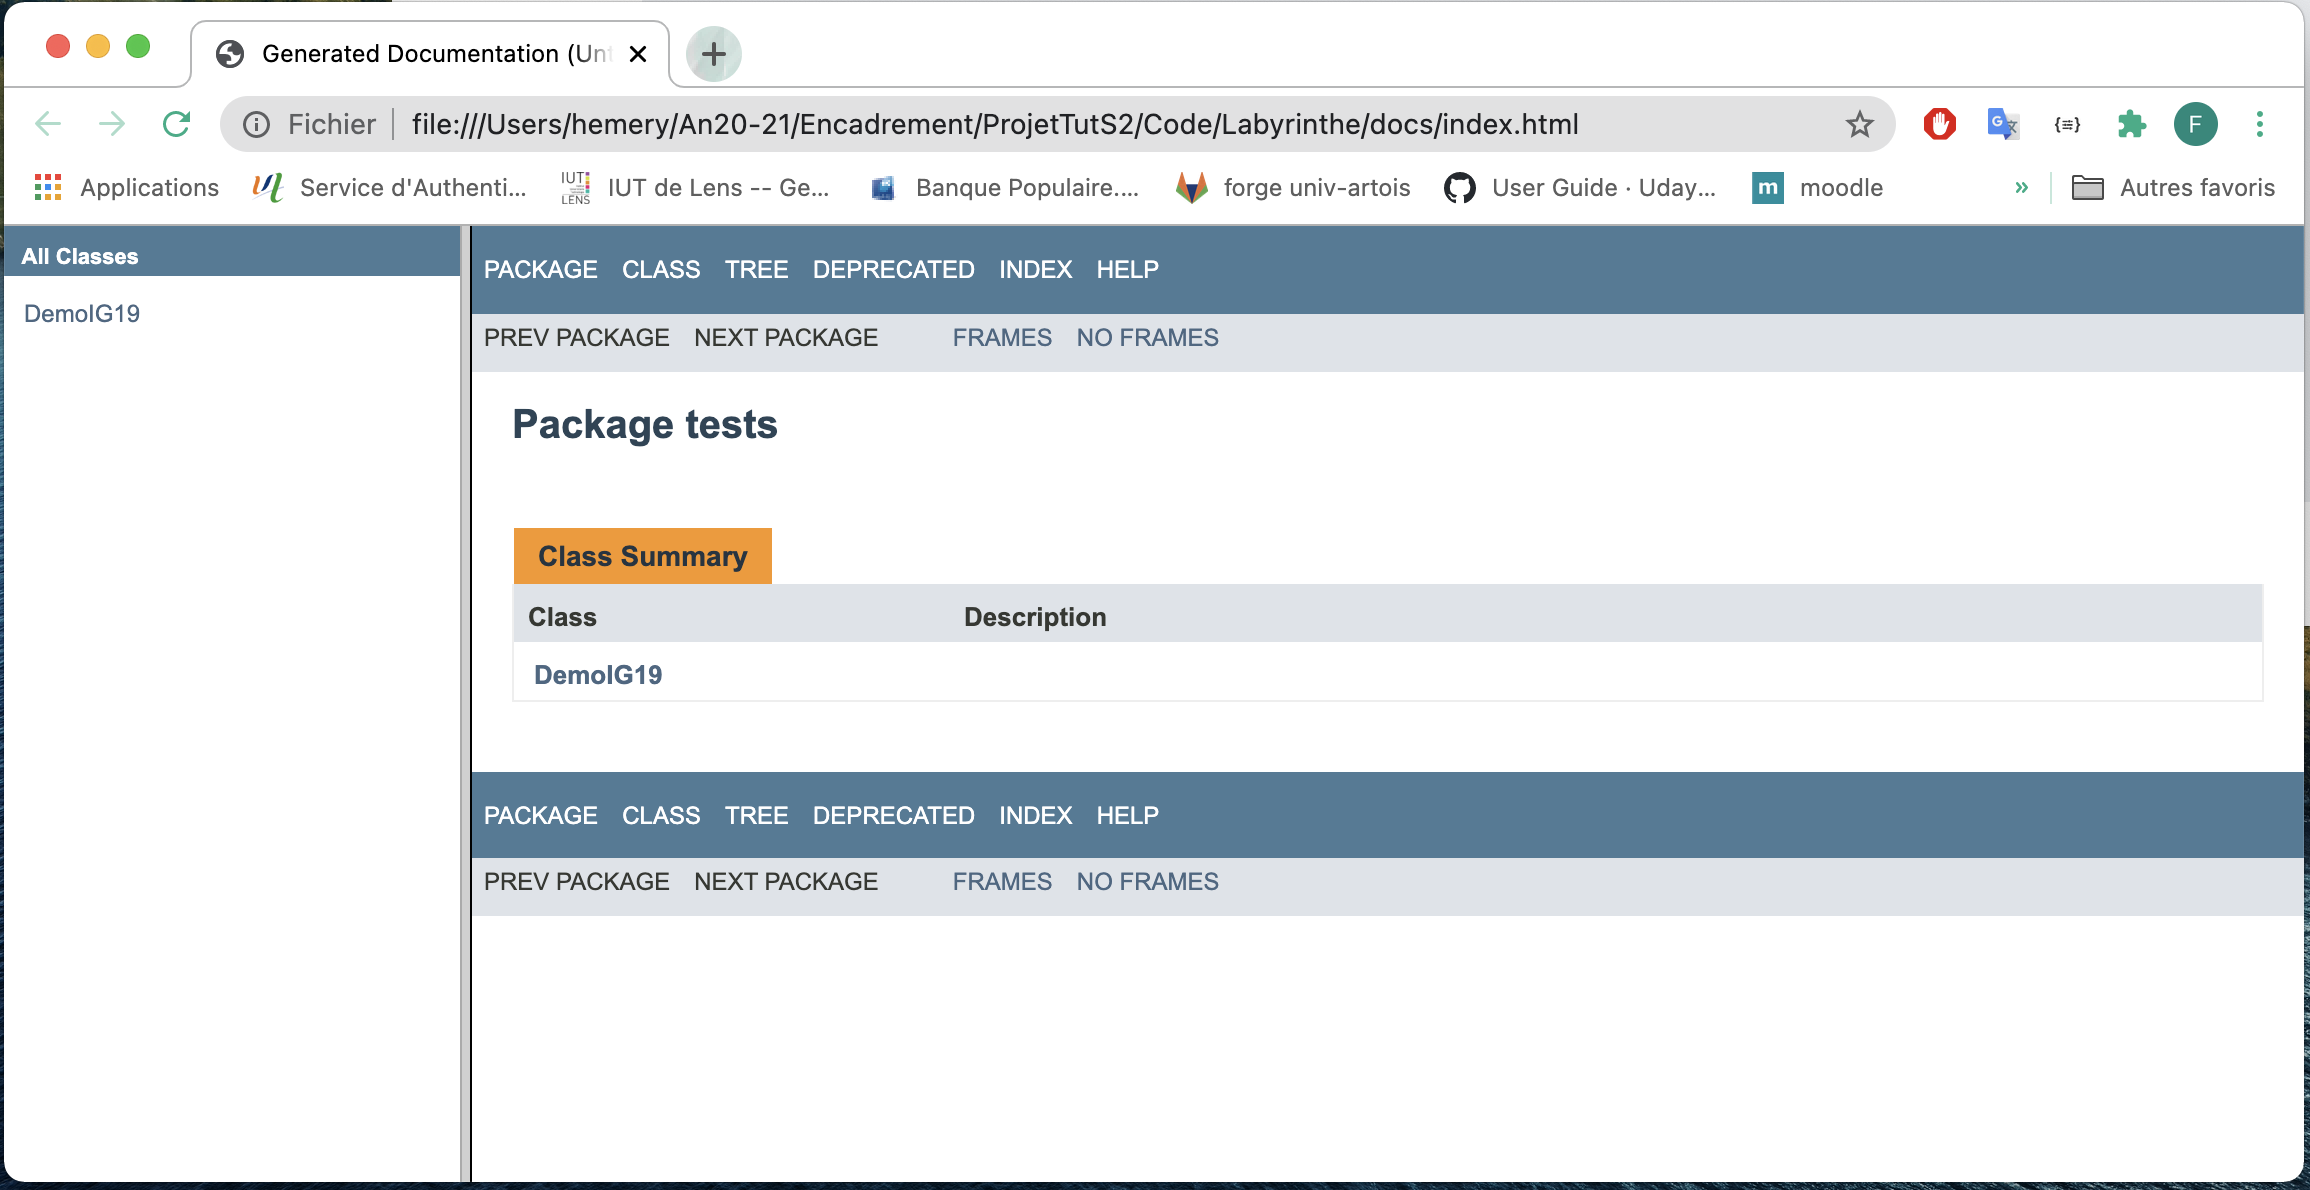 Generated Documentation (Unt
Fichier file:///Users/hemery/An20-21/Encadrement/ProjetTutS2/Code/Labyrinthe/docs/index.html F
Applications Service d'Authenti... IUT LENS IUT de Lens -- Ge... Banque Populaire.... forge univ-artois User Guide · Uday... m moodle » Autres favoris
All Classes
DemoIG19
PACKAGE CLASS TREE DEPRECATED INDEX HELP
PREV PACKAGE NEXT PACKAGE FRAMES NO FRAMES
Package tests
Class Summary
Class Description
DemoIG19
PACKAGE CLASS TREE DEPRECATED INDEX HELP
PREV PACKAGE NEXT PACKAGE FRAMES NO FRAMES